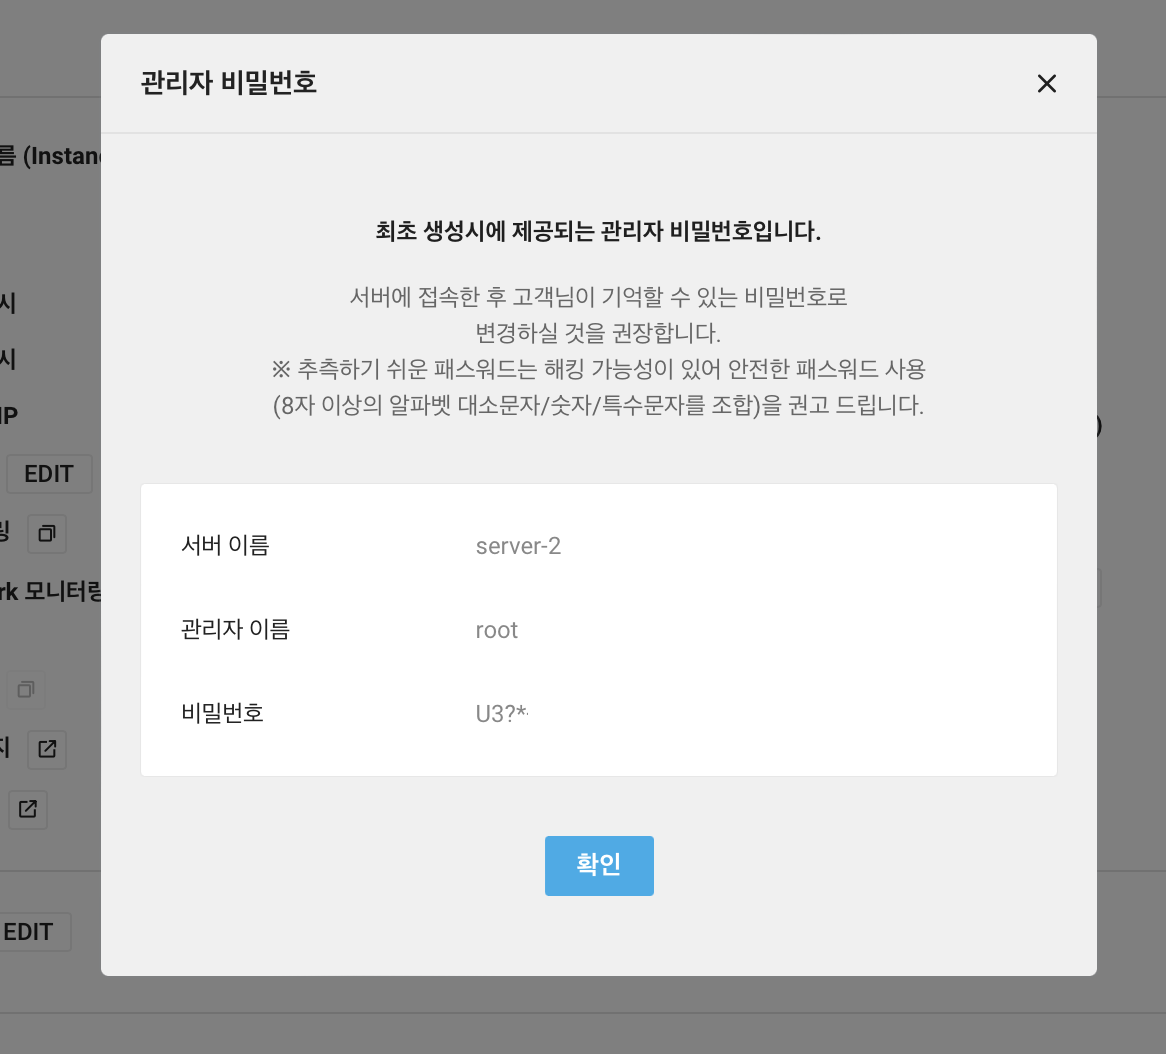 관리자 비밀번호
름 (Instan
최초 생성시에 제공되는 관리자 비밀번호입니다.
서버에 접속한 후 고객님이 기억할 수 있는 비밀번호로
변경하실 것을 권장합니다.
※ 추측하기 쉬운 패스워드는 해킹 가능성이 있어 안전한 패스워드 사용
(8자 이상의 알파벳 대소문자/숫자/특수문자를 조합)을 권고 드립니다.
시
시
IP
)
EDIT
링
rk 모니터링
지
서버 이름 server-2
관리자 이름 root
비밀번호 U3?*
확인
EDIT